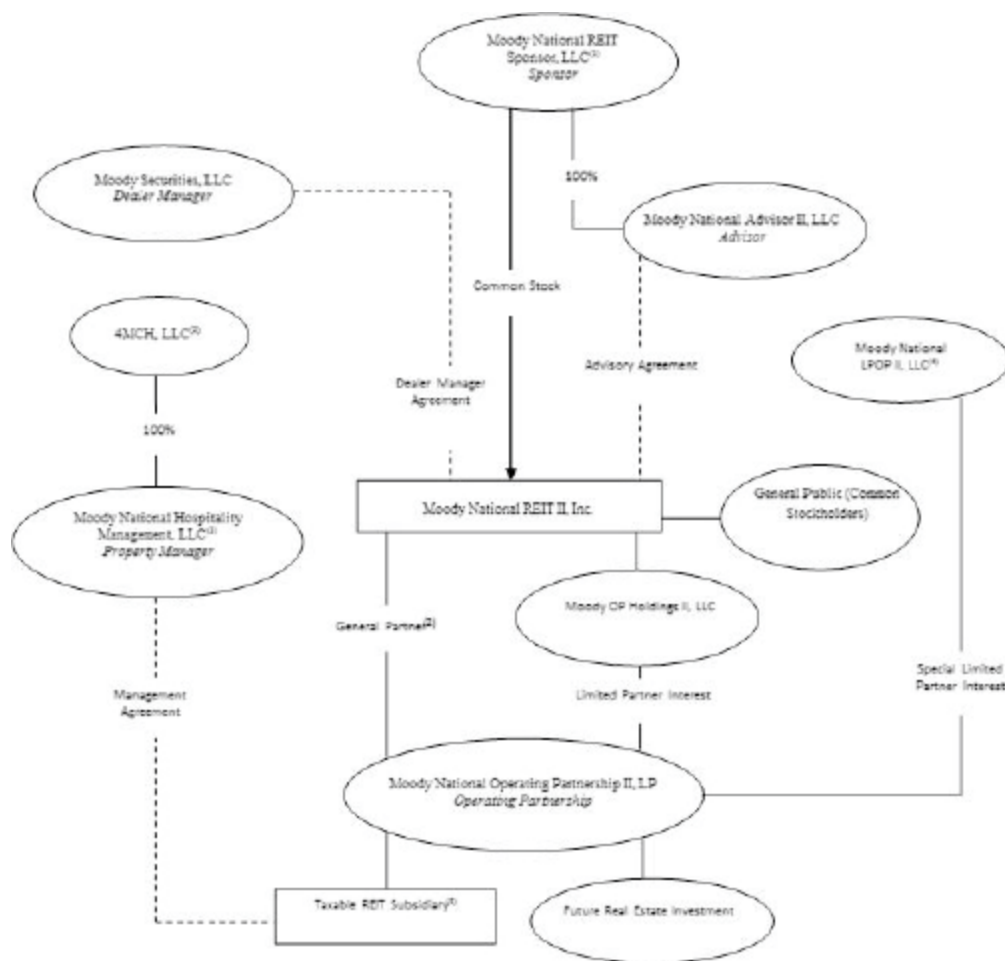 Moody National REIT
Sponsor, LLC(1)
Sponsor
Moody Securities, LLC
Dealer Manager
100%
Moody National Advisor II, LLC
Advisor
Common Stock
4MCH, LLC(3)
Moody National
LPOP II, LLC(4)
Advisory Agreement
Dealer Manager
Agreement
100%
General Public (Common
Stockholders)
Moody National REIT II, Inc.
Moody National Hospitality
Management, LLC(3)
Property Manager
Moody OP Holdings II, LLC
General Partner(2)
Special Limited
Partner Interest
Management
Agreement
Limited Partner Interest
Moody National Operating Partnership II, LP
Operating Partnership
Taxable REIT Subsidiary
Future Real Estate Investment